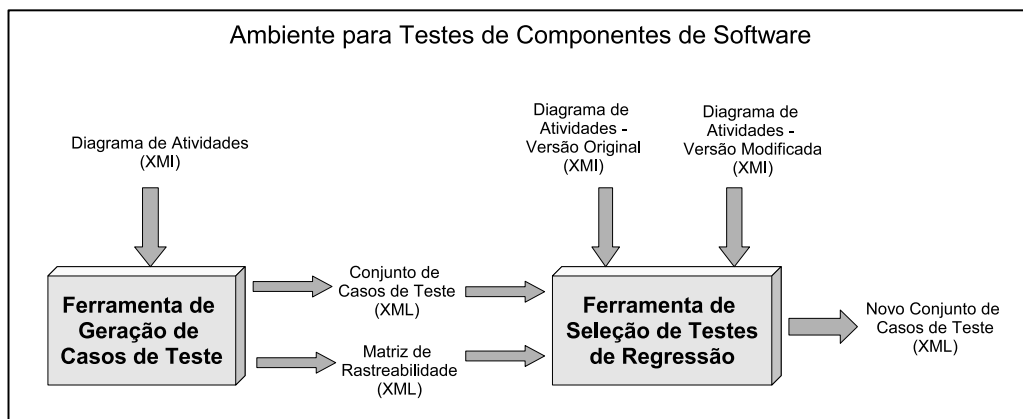 Ambiente para Testes de Componentes de Software
Diagrama de Atividades
(XMI)
Diagrama de
Atividades -
Versão Original
(XMI)
Diagrama de
Atividades -
Versão Modificada
(XMI)
Ferramenta de
Geração de
Casos de Teste
Conjunto de
Casos de Teste
(XML)
Matriz de
Rastreabilidade
(XML)
Ferramenta de
Seleção de Testes
de Regressão
Novo Conjunto de
Casos de Teste
(XML)